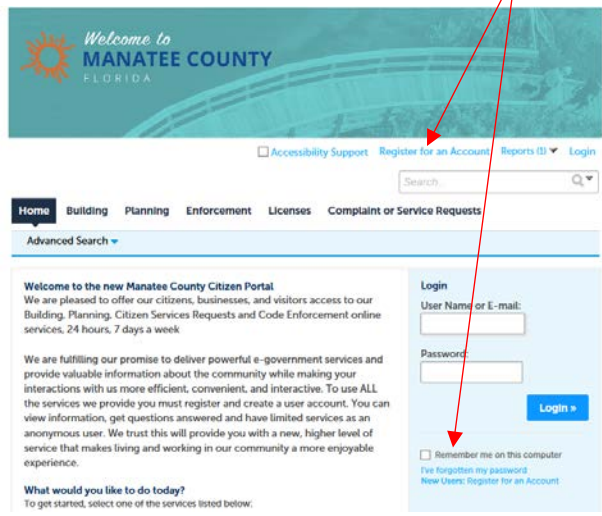 Welcome to
MANATEE COUNTY
FLORIDA
Accessibility Support Register for an Account Reports (1) Login
Search...
Home Building Planning Enforcement Licenses Complaint or Service Requests
Advanced Search
Welcome to the new Manatee County Citizen Portal
We are pleased to offer our citizens, businesses, and visitors access to our
Building, Planning, Citizen Services Requests and Code Enforcement online
services, 24 hours, 7 days a week
We are fulfilling our promise to deliver powerful e-government services and
provide valuable information about the community while making your
interactions with us more efficient, convenient, and interactive. To use ALL
the services we provide you must register and create a user account. You can
view information, get questions answered and have limited services as an
anonymous user. We trust this will provide you with a new, higher level of
service that makes living and working in our community a more enjoyable
experience.
What would you like to do today?
To get started, select one of the services listed below:
Login
User Name or E-mail:
Password:
Login »
Remember me on this computer
I've forgotten my password
New Users: Register for an Account